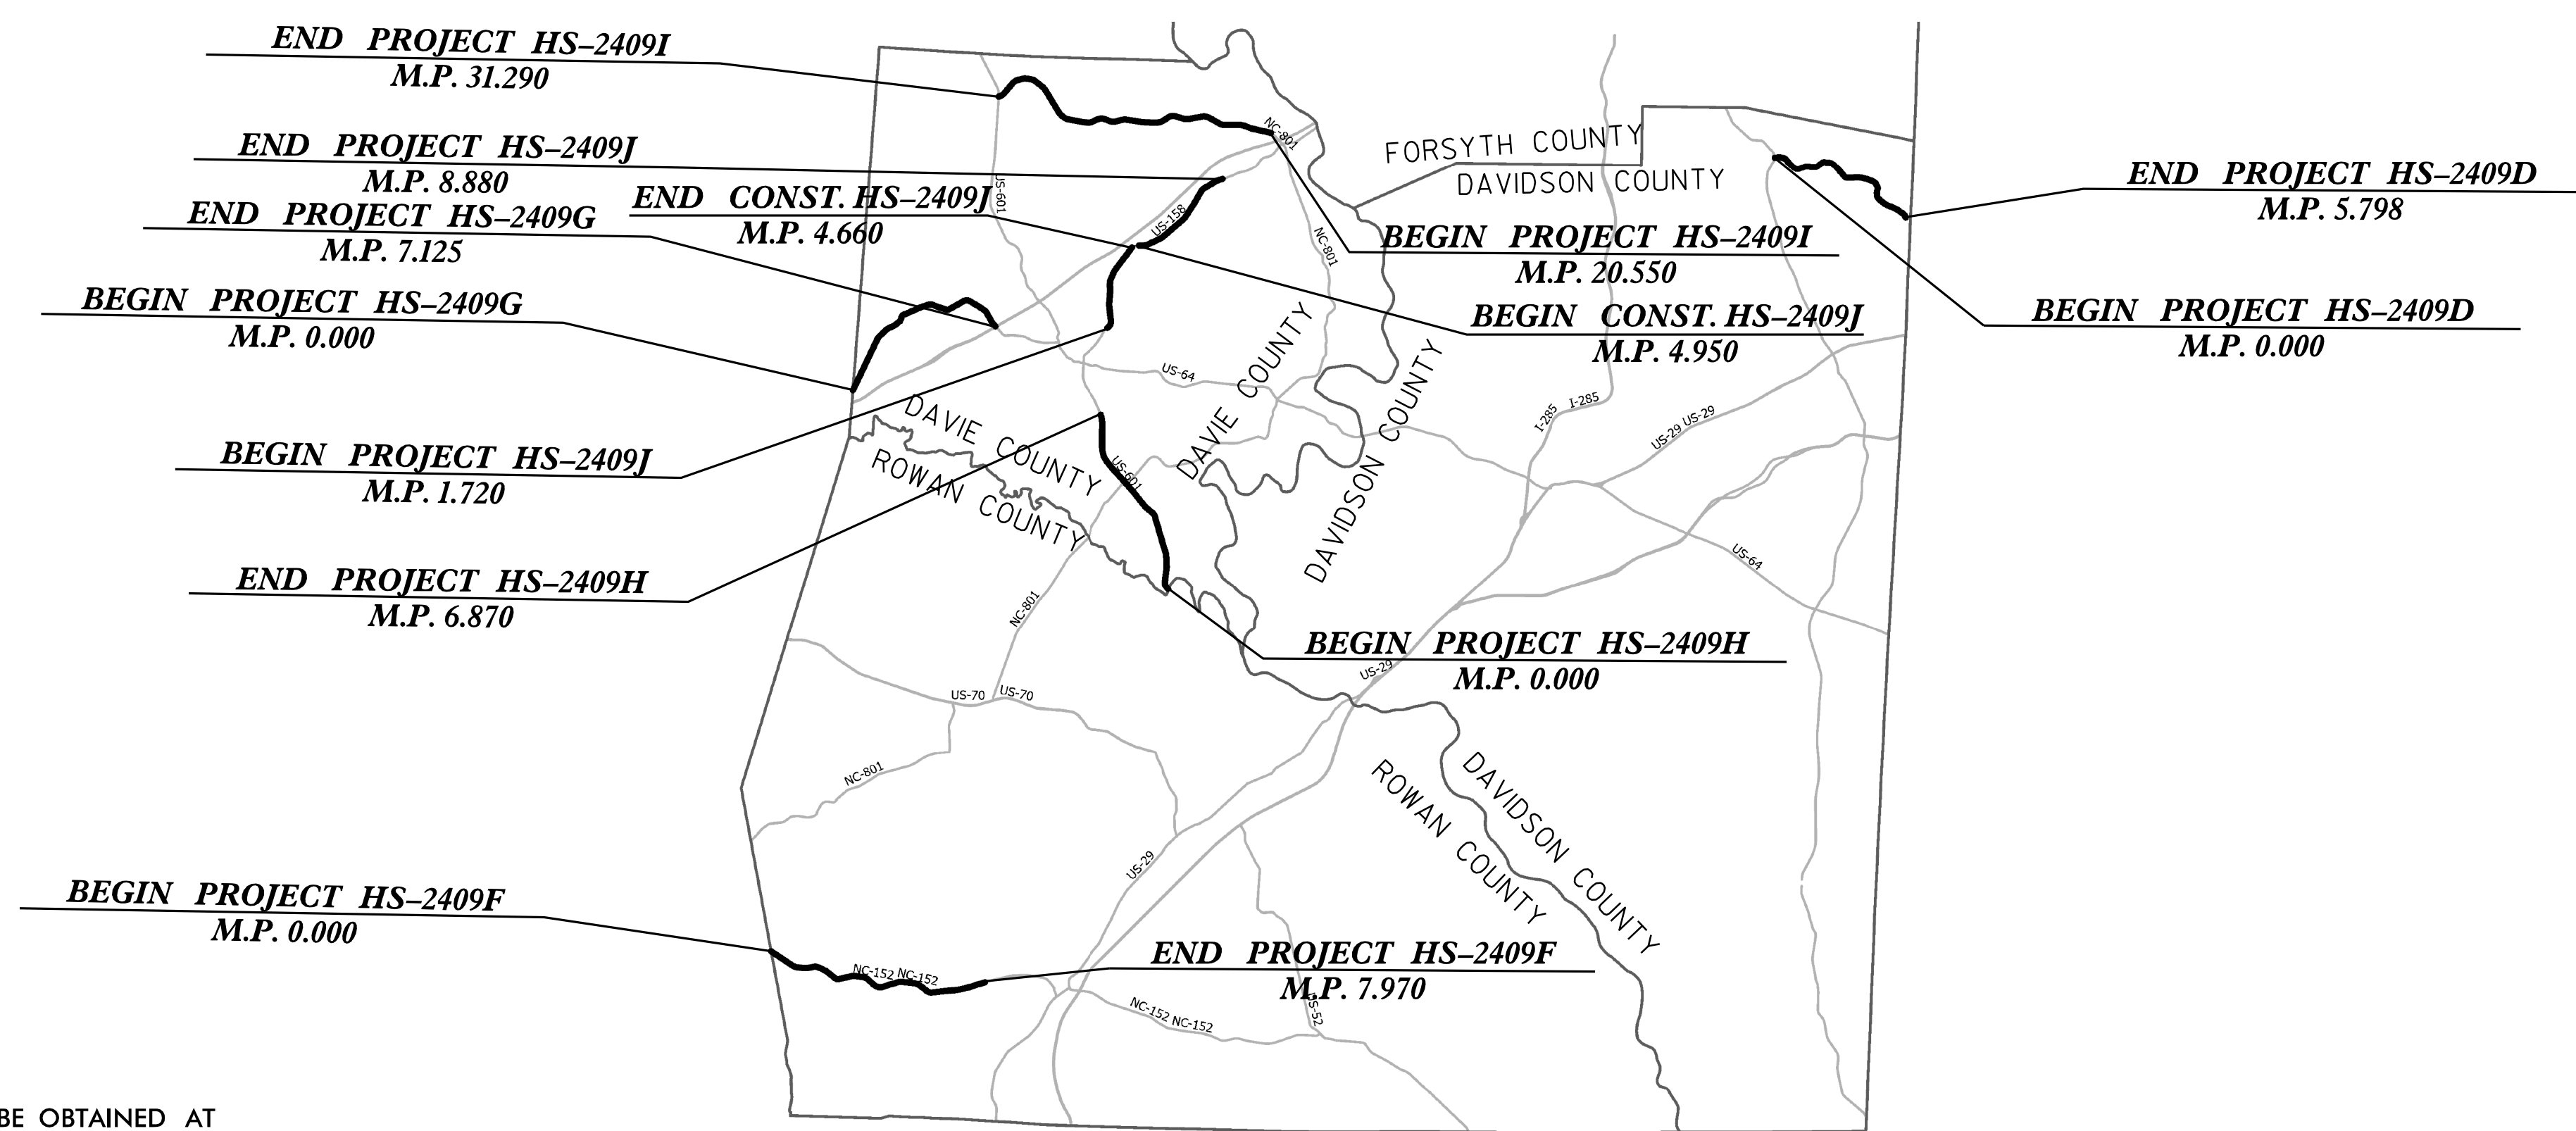 END PROJECT HS–2409I
M.P. 31.290
END PROJECT HS–2409J
M.P. 8.880
END CONST. HS–2409J
M.P. 4.660
END PROJECT HS–2409G
M.P. 7.125
BEGIN PROJECT HS–2409G
M.P. 0.000
BEGIN PROJECT HS–2409J
M.P. 1.720
END PROJECT HS–2409H
M.P. 6.870
BEGIN PROJECT HS–2409F
M.P. 0.000
BE OBTAINED AT
NC-801
US-601
US-158
NC-801
FORSYTH COUNTY
DAVIDSON COUNTY
BEGIN PROJECT HS–2409I
M.P. 20.550
BEGIN CONST. HS–2409J
M.P. 4.950
END PROJECT HS–2409D
M.P. 5.798
BEGIN PROJECT HS–2409D
M.P. 0.000
US-64
DAVIE COUNTY
DAVIDSON COUNTY
DAVIE COUNTY
ROWAN COUNTY
US-601
I-285
I-285
US-29 US-29
US-64
NC-801
BEGIN PROJECT HS–2409H
M.P. 0.000
US-29
US-70
US-70
NC-801
DAVIDSON COUNTY
ROWAN COUNTY
US-29
END PROJECT HS–2409F
M.P. 7.970
NC-152 NC-152
NC-152 NC-152
US-52